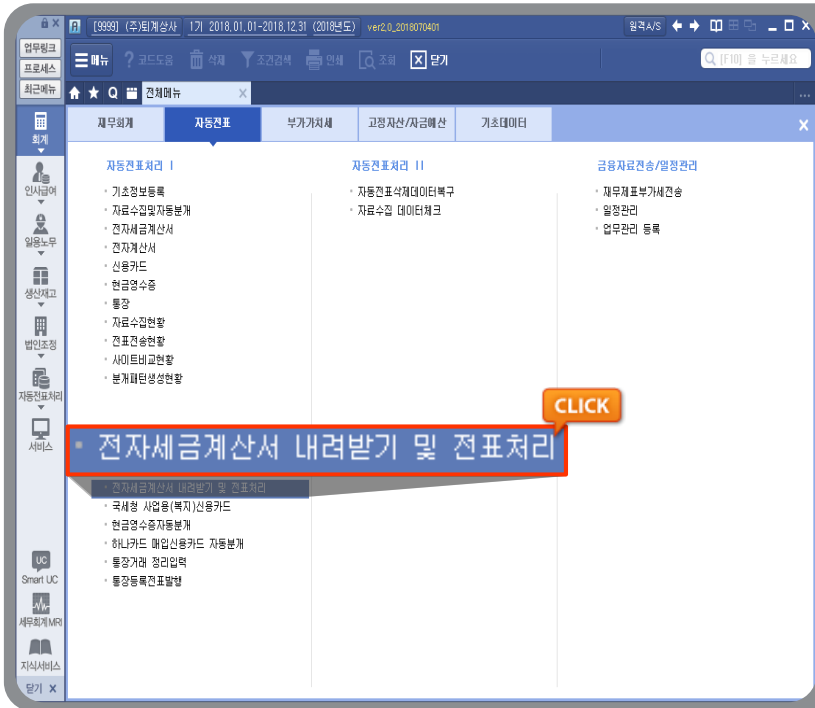 [9999] (주)퇴계상사 1기 2018.01.01-2018.12.31 (2018년도) ver2.0_2018070401 원격A/S
업무링크
프로세스
최근메뉴
메뉴 ? 코드도움 삭제 조건검색 인쇄 조회 닫기 [F10] 을 누르세요
전체메뉴 X
재무회계 자동전표 부가가치세 고정자산/자금예산 기초데이터
회계
인사급여
일용노무
생산재고
법인조정
자동전표처리
서비스
UC
Smart UC
세무회계 MRI
지식서비스
닫기 X
자동전표처리 I
기초정보등록
자료수집및자동분개
전자세금계산서
전자계산서
신용카드
현금영수증
통장
자료수집현황
전표전송현황
사이트비교현황
분개패턴생성현황
CLICK
전자세금계산서 내려받기 및 전표처리
전자세금계산서 내려받기 및 전표처리
국세청 사업용(복지)신용카드
현금영수증자동분개
하나카드 매입신용카드 자동분개
통장거래 정리입력
통장등록전표발행
자동전표처리 II
자동전표삭제데이터복구
자료수집 데이터체크
금융자료전송/일정관리
재무제표부가세전송
일정관리
업무관리 등록